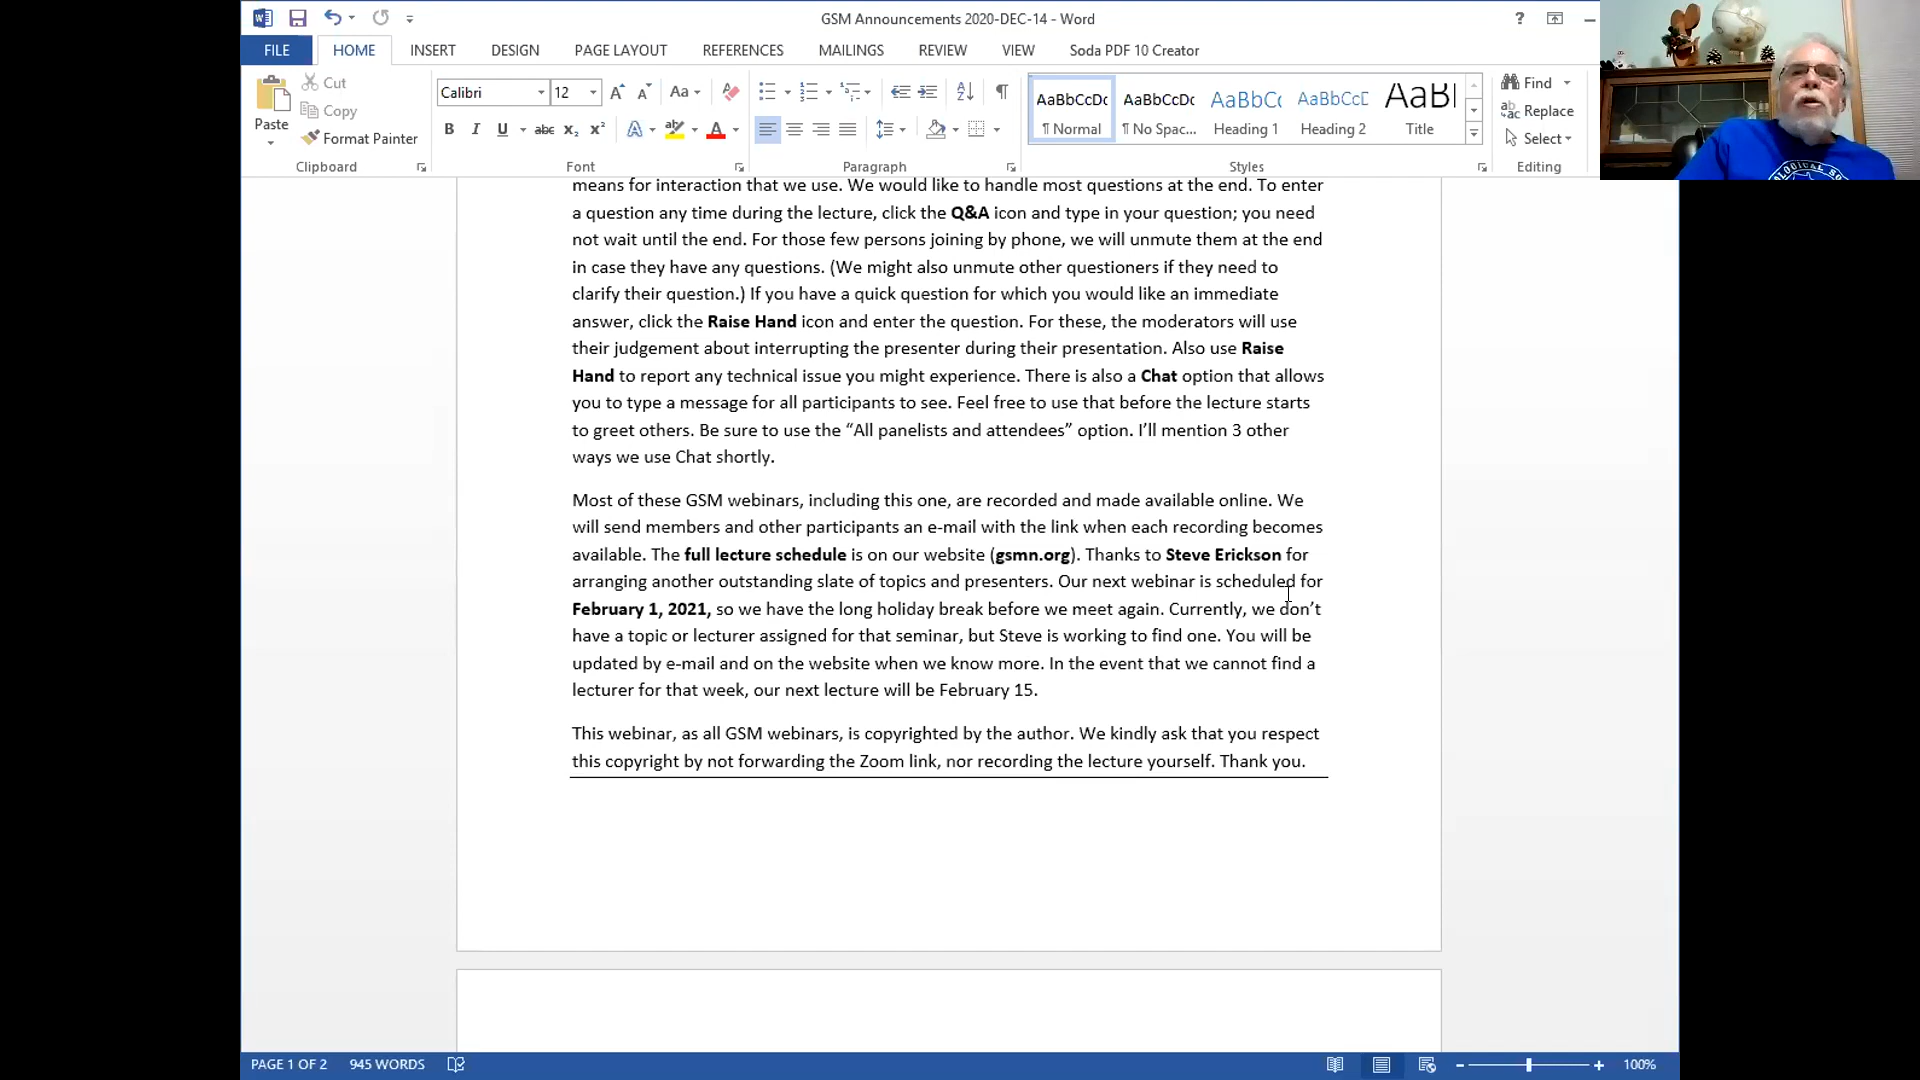 GSM Announcements 2020-DEC-14 - Word
?
FILE HOME INSERT DESIGN PAGE LAYOUT REFERENCES MAILINGS REVIEW VIEW Soda PDF 10 Creator
Paste
Cut
Copy
Format Painter
Clipboard
Calibri 12
Aa
B I U abc x₂ x² A A
Font
Paragraph
AaBbCcDc AaBbCcDc AaBbCc AaBbCcD AaBl
¶ Normal ¶ No Spac... Heading 1 Heading 2 Title
Styles
Find
Replace
Select
Editing
means for interaction that we use. We would like to handle most questions at the end. To enter
a question any time during the lecture, click the Q&A icon and type in your question; you need
not wait until the end. For those few persons joining by phone, we will unmute them at the end
in case they have any questions. (We might also unmute other questioners if they need to
clarify their question.) If you have a quick question for which you would like an immediate
answer, click the Raise Hand icon and enter the question. For these, the moderators will use
their judgement about interrupting the presenter during their presentation. Also use Raise
Hand to report any technical issue you might experience. There is also a Chat option that allows
you to type a message for all participants to see. Feel free to use that before the lecture starts
to greet others. Be sure to use the “All panelists and attendees” option. I’ll mention 3 other
ways we use Chat shortly.
Most of these GSM webinars, including this one, are recorded and made available online. We
will send members and other participants an e-mail with the link when each recording becomes
available. The full lecture schedule is on our website (gsmn.org). Thanks to Steve Erickson for
arranging another outstanding slate of topics and presenters. Our next webinar is scheduled for
February 1, 2021, so we have the long holiday break before we meet again. Currently, we don’t
have a topic or lecturer assigned for that seminar, but Steve is working to find one. You will be
updated by e-mail and on the website when we know more. In the event that we cannot find a
lecturer for that week, our next lecture will be February 15.
This webinar, as all GSM webinars, is copyrighted by the author. We kindly ask that you respect
this copyright by not forwarding the Zoom link, nor recording the lecture yourself. Thank you.
PAGE 1 OF 2 945 WORDS 100%